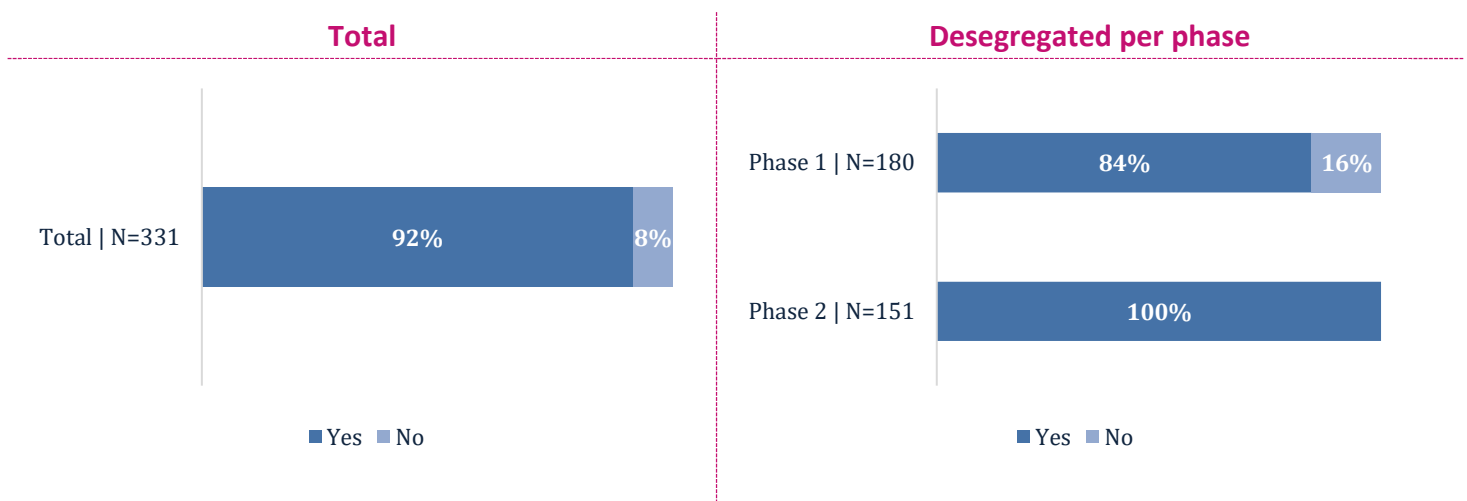 Total
Desegregated per phase
Total | N=331
92%
8%
Yes No
Phase 1 | N=180
84%
16%
Phase 2 | N=151
100%
Yes No